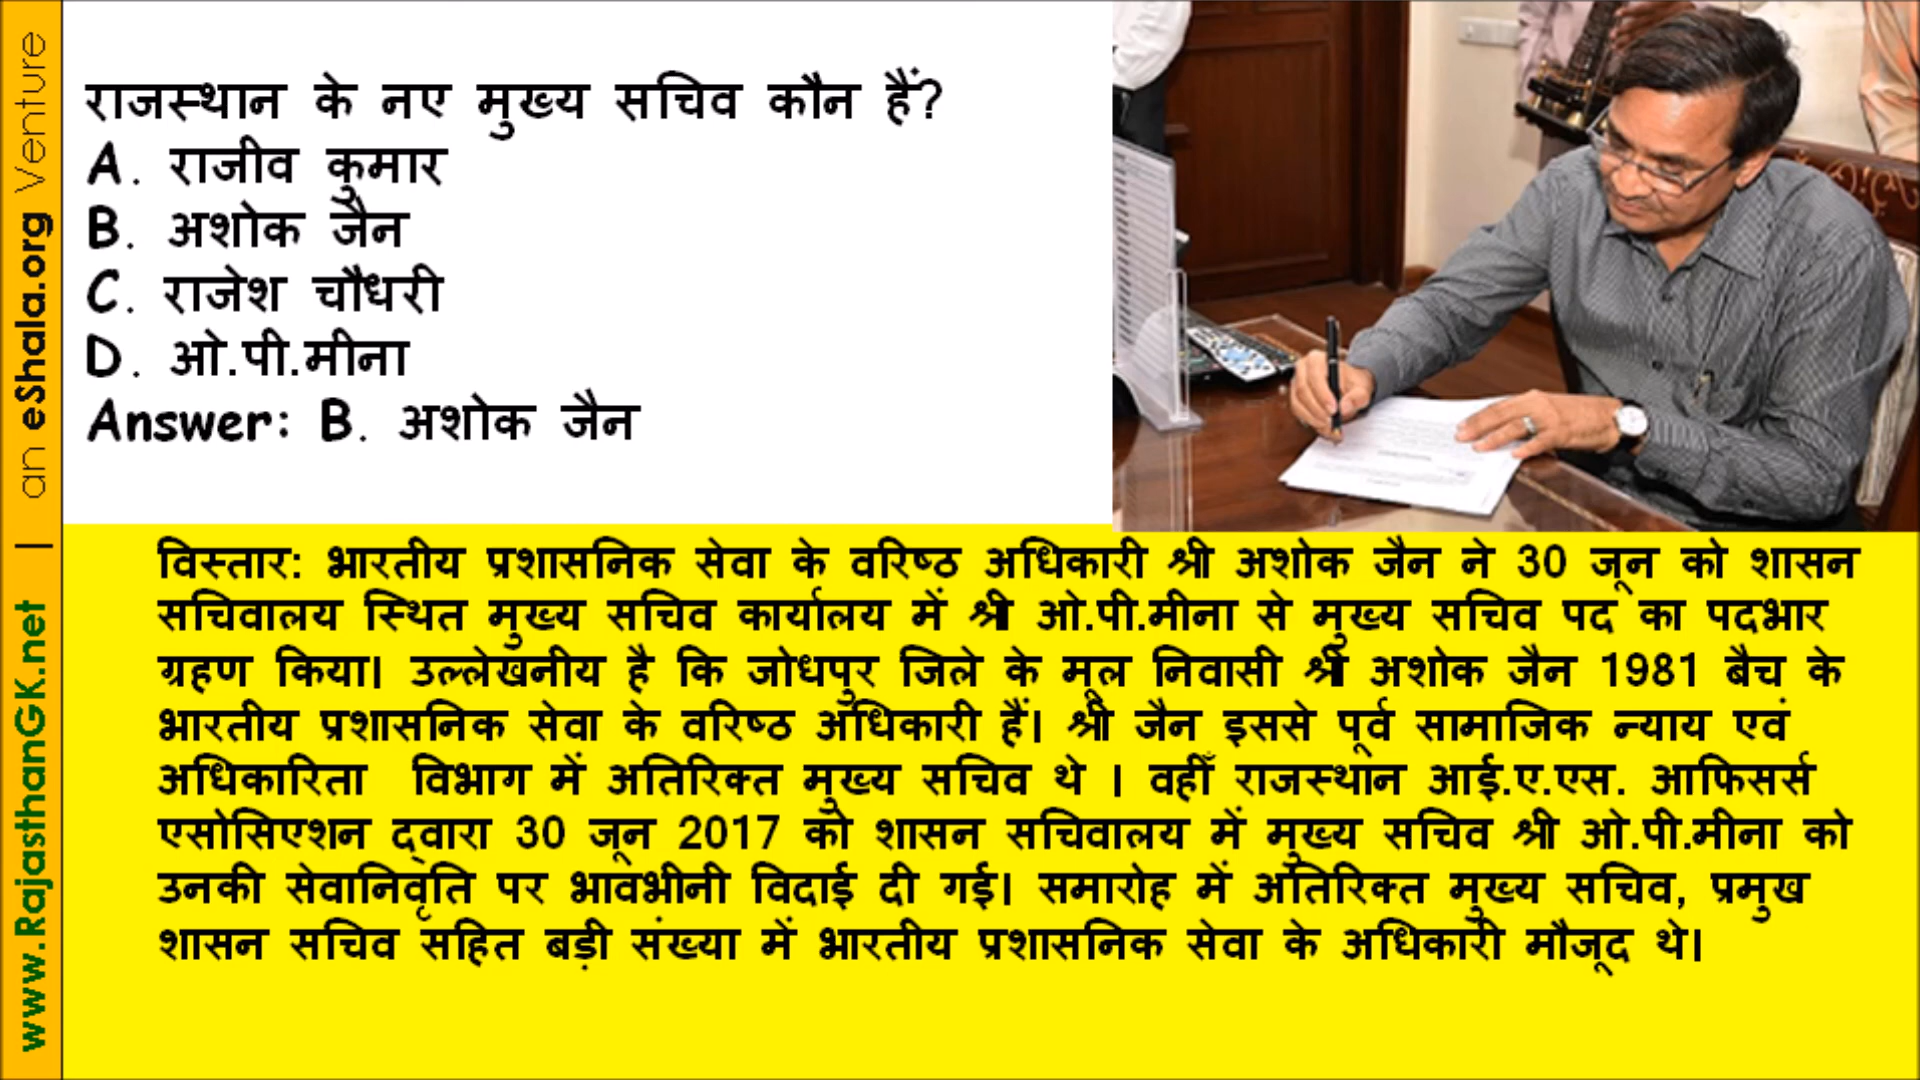 राजस्थान के नए मुख्य सचिव कौन हैं?
A. राजीव कुमार
B. अशोक जैन
C. राजेश चौधरी
D. ओ.पी.मीना
Answer: B. अशोक जैन
विस्तार: भारतीय प्रशासनिक सेवा के वरिष्ठ अधिकारी श्री अशोक जैन ने 30 जून को शासन
सचिवालय स्थित मुख्य सचिव कार्यालय में श्री ओ.पी.मीना से मुख्य सचिव पद का पदभार
ग्रहण किया। उल्लेखनीय है कि जोधपुर जिले के मूल निवासी श्री अशोक जैन 1981 बैच के
भारतीय प्रशासनिक सेवा के वरिष्ठ अधिकारी हैं। श्री जैन इससे पूर्व सामाजिक न्याय एवं
अधिकारिता विभाग में अतिरिक्त मुख्य सचिव थे । वहीँ राजस्थान आई.ए.एस. आफिसर्स
एसोसिएशन द्वारा 30 जून 2017 को शासन सचिवालय में मुख्य सचिव श्री ओ.पी.मीना को
उनकी सेवानिवृति पर भावभीनी विदाई दी गई। समारोह में अतिरिक्त मुख्य सचिव, प्रमुख
शासन सचिव सहित बड़ी संख्या में भारतीय प्रशासनिक सेवा के अधिकारी मौजूद थे।
www.RajasthanGK.net | an eShala.org Venture